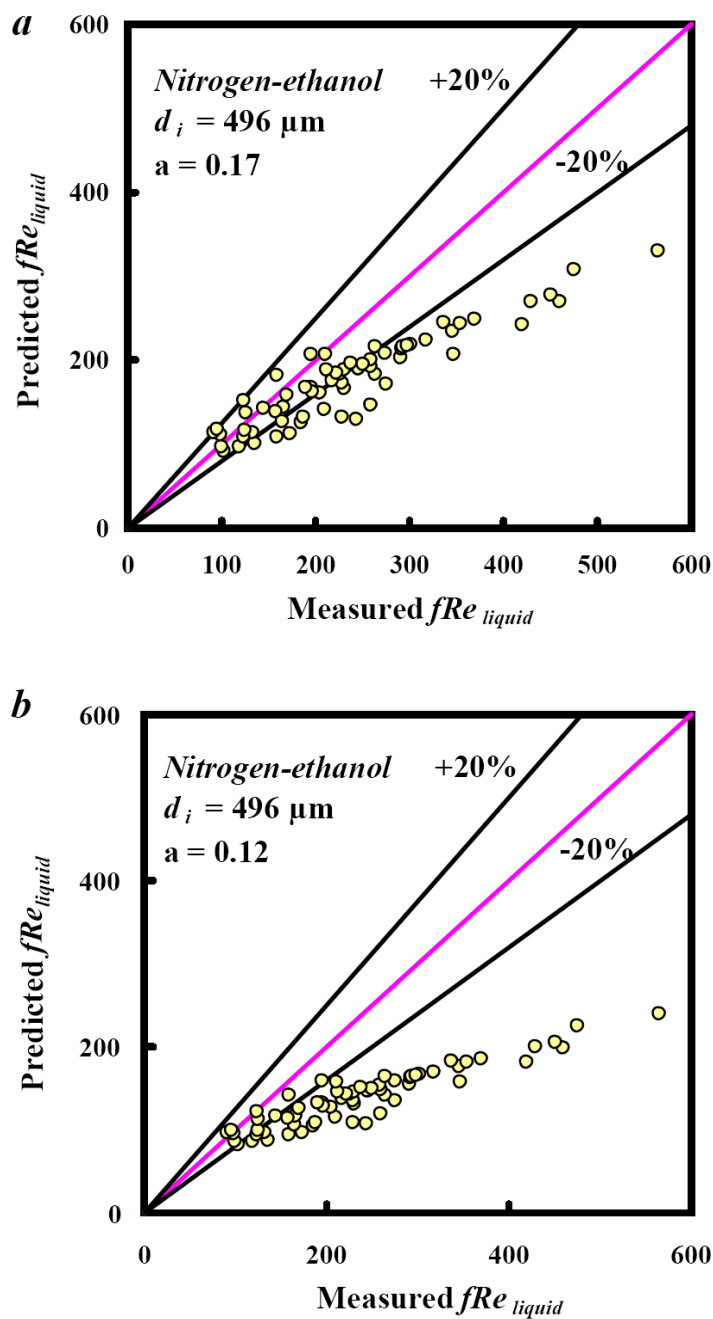 a
600
400
200
0
Predicted fRe liquid
Nitrogen-ethanol
d i = 496 µm
a = 0.17
+20%
-20%
0 100 200 300 400 500 600
Measured fRe liquid
b
600
400
200
0
Predicted fRe liquid
Nitrogen-ethanol
d i = 496 µm
a = 0.12
+20%
-20%
0 200 400 600
Measured fRe liquid